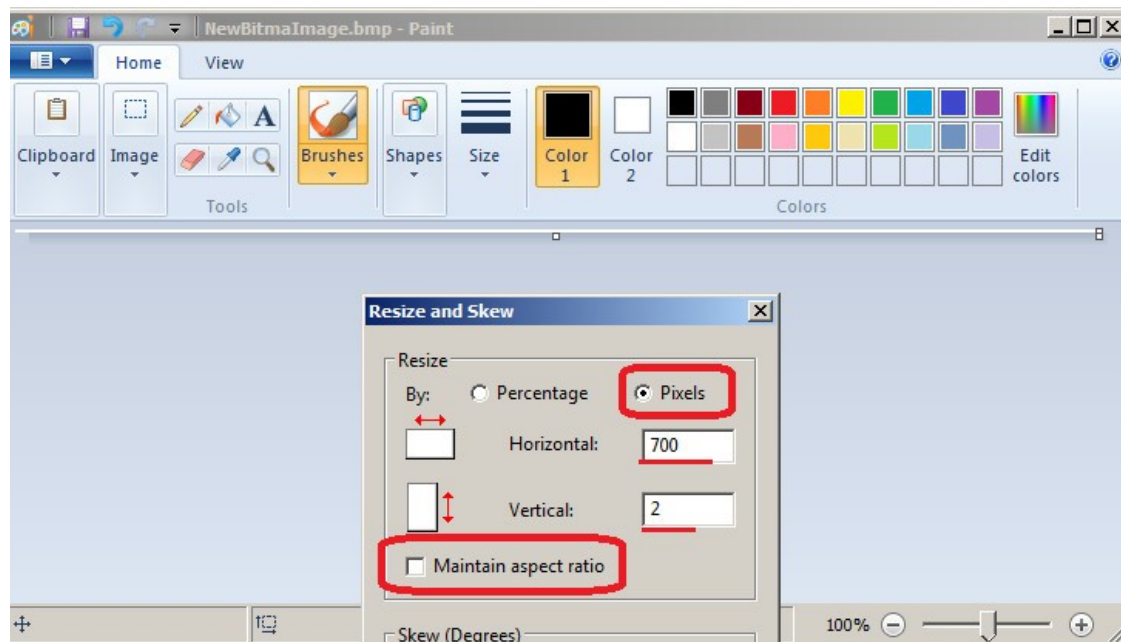 NewBitmaImage.bmp - Paint
Home View
A
Clipboard Image Brushes Shapes Size Color 1 Color 2 Edit colors
Tools Colors
Resize and Skew
Resize
By: Percentage Pixels
Horizontal: 700
Vertical: 2
Maintain aspect ratio
100%
Skew (Degrees)